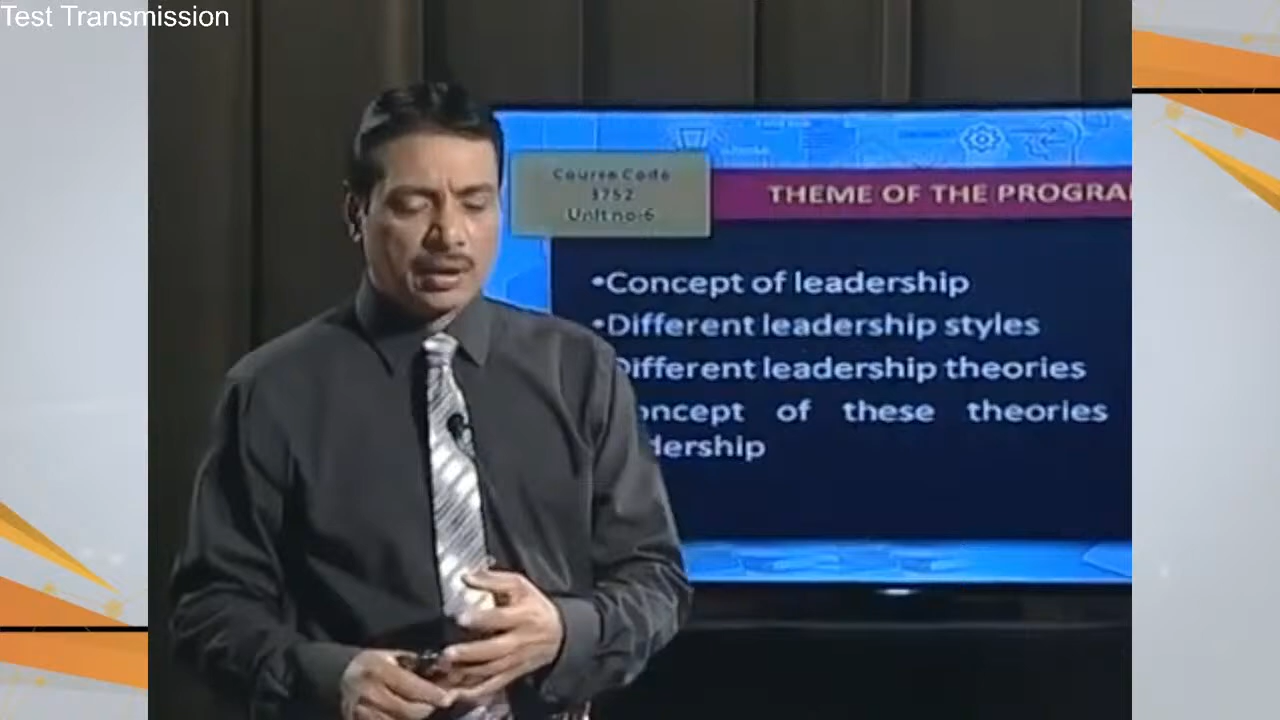 Test Transmission
Course Code
3752
Unit no:6
THEME OF THE PROGRA
•Concept of leadership
•Different leadership styles
Different leadership theories
oncept of these theories
dership